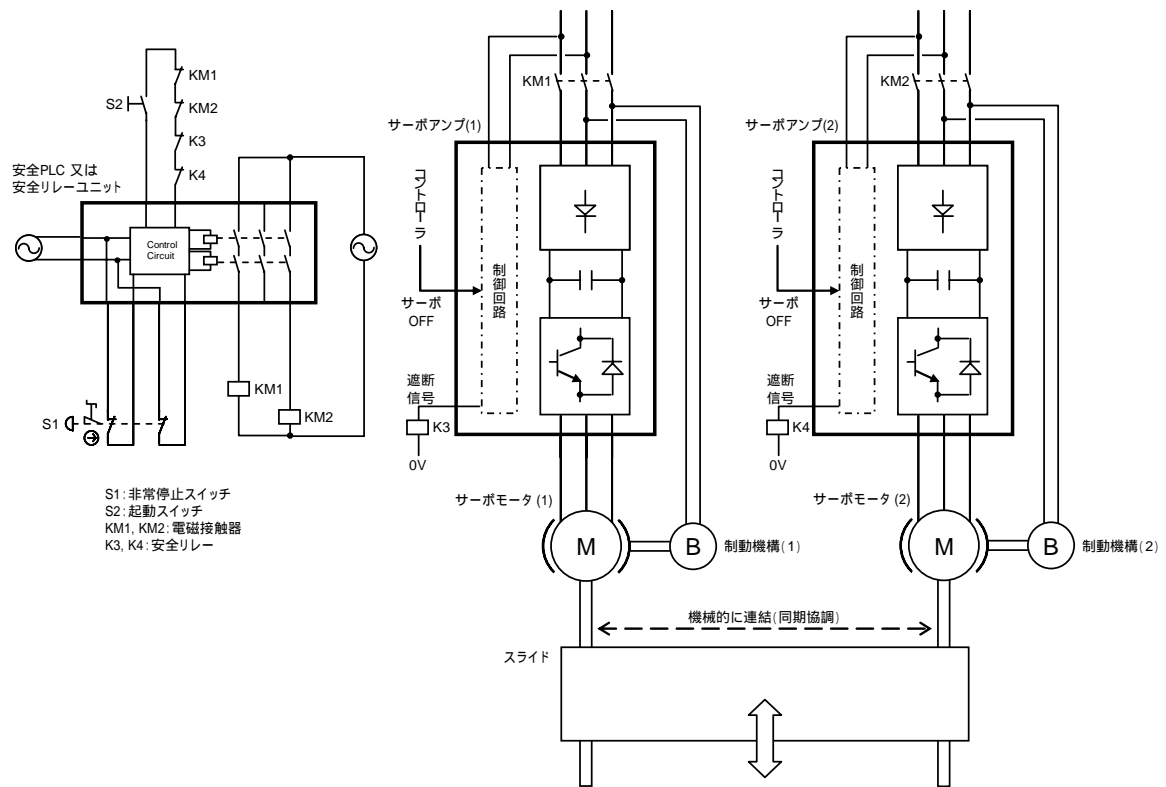 KM1
S2
KM2
K3
K4
安全PLC 又は
安全リレーユニット
Control
Circuit
KM1
KM2
S1
S1:非常停止スイッチ
S2:起動スイッチ
KM1, KM2:電磁接触器
K3, K4:安全リレー
KM1
サーボアンプ(1)
コントローラ
サーボ
OFF
制御回路
遮断
信号
K3
0V
サーボモータ (1)
M
B
制動機構(1)
KM2
サーボアンプ(2)
コントローラ
サーボ
OFF
制御回路
遮断
信号
K4
0V
サーボモータ (2)
M
B
制動機構(2)
機械的に連結(同期協調)
スライド